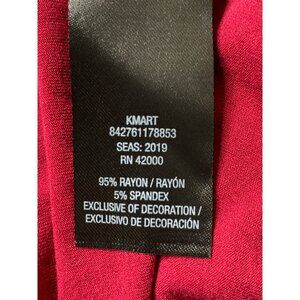 KMART
842761178853
SEAS: 2019
RN 42000
95% RAYON / RAYÓN
5% SPANDEX
EXCLUSIVE OF DECORATION /
EXCLUSIVO DE DECORACIÓN